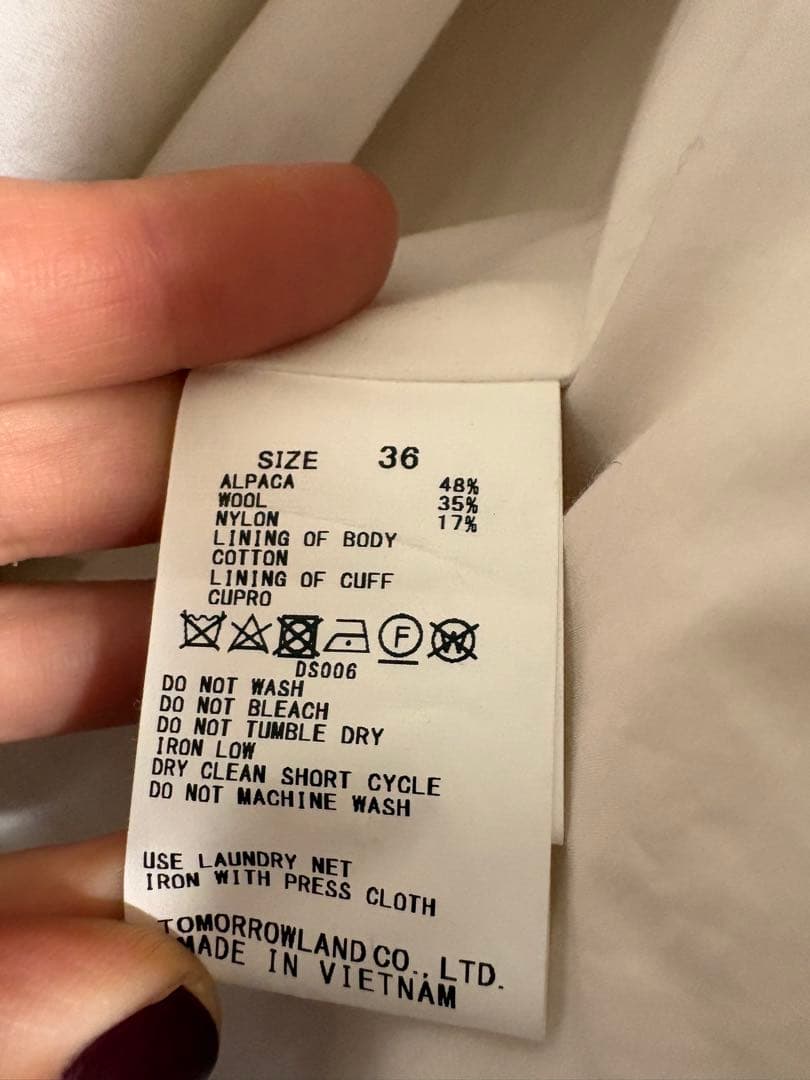 SIZE 36
ALPACA 48%
WOOL 35%
NYLON 17%
LINING OF BODY
COTTON
LINING OF CUFF
CUPRO
F W
DS006
DO NOT WASH
DO NOT BLEACH
DO NOT TUMBLE DRY
IRON LOW
DRY CLEAN SHORT CYCLE
DO NOT MACHINE WASH
USE LAUNDRY NET
IRON WITH PRESS CLOTH
TOMORROWLAND CO., LTD.
MADE IN VIETNAM